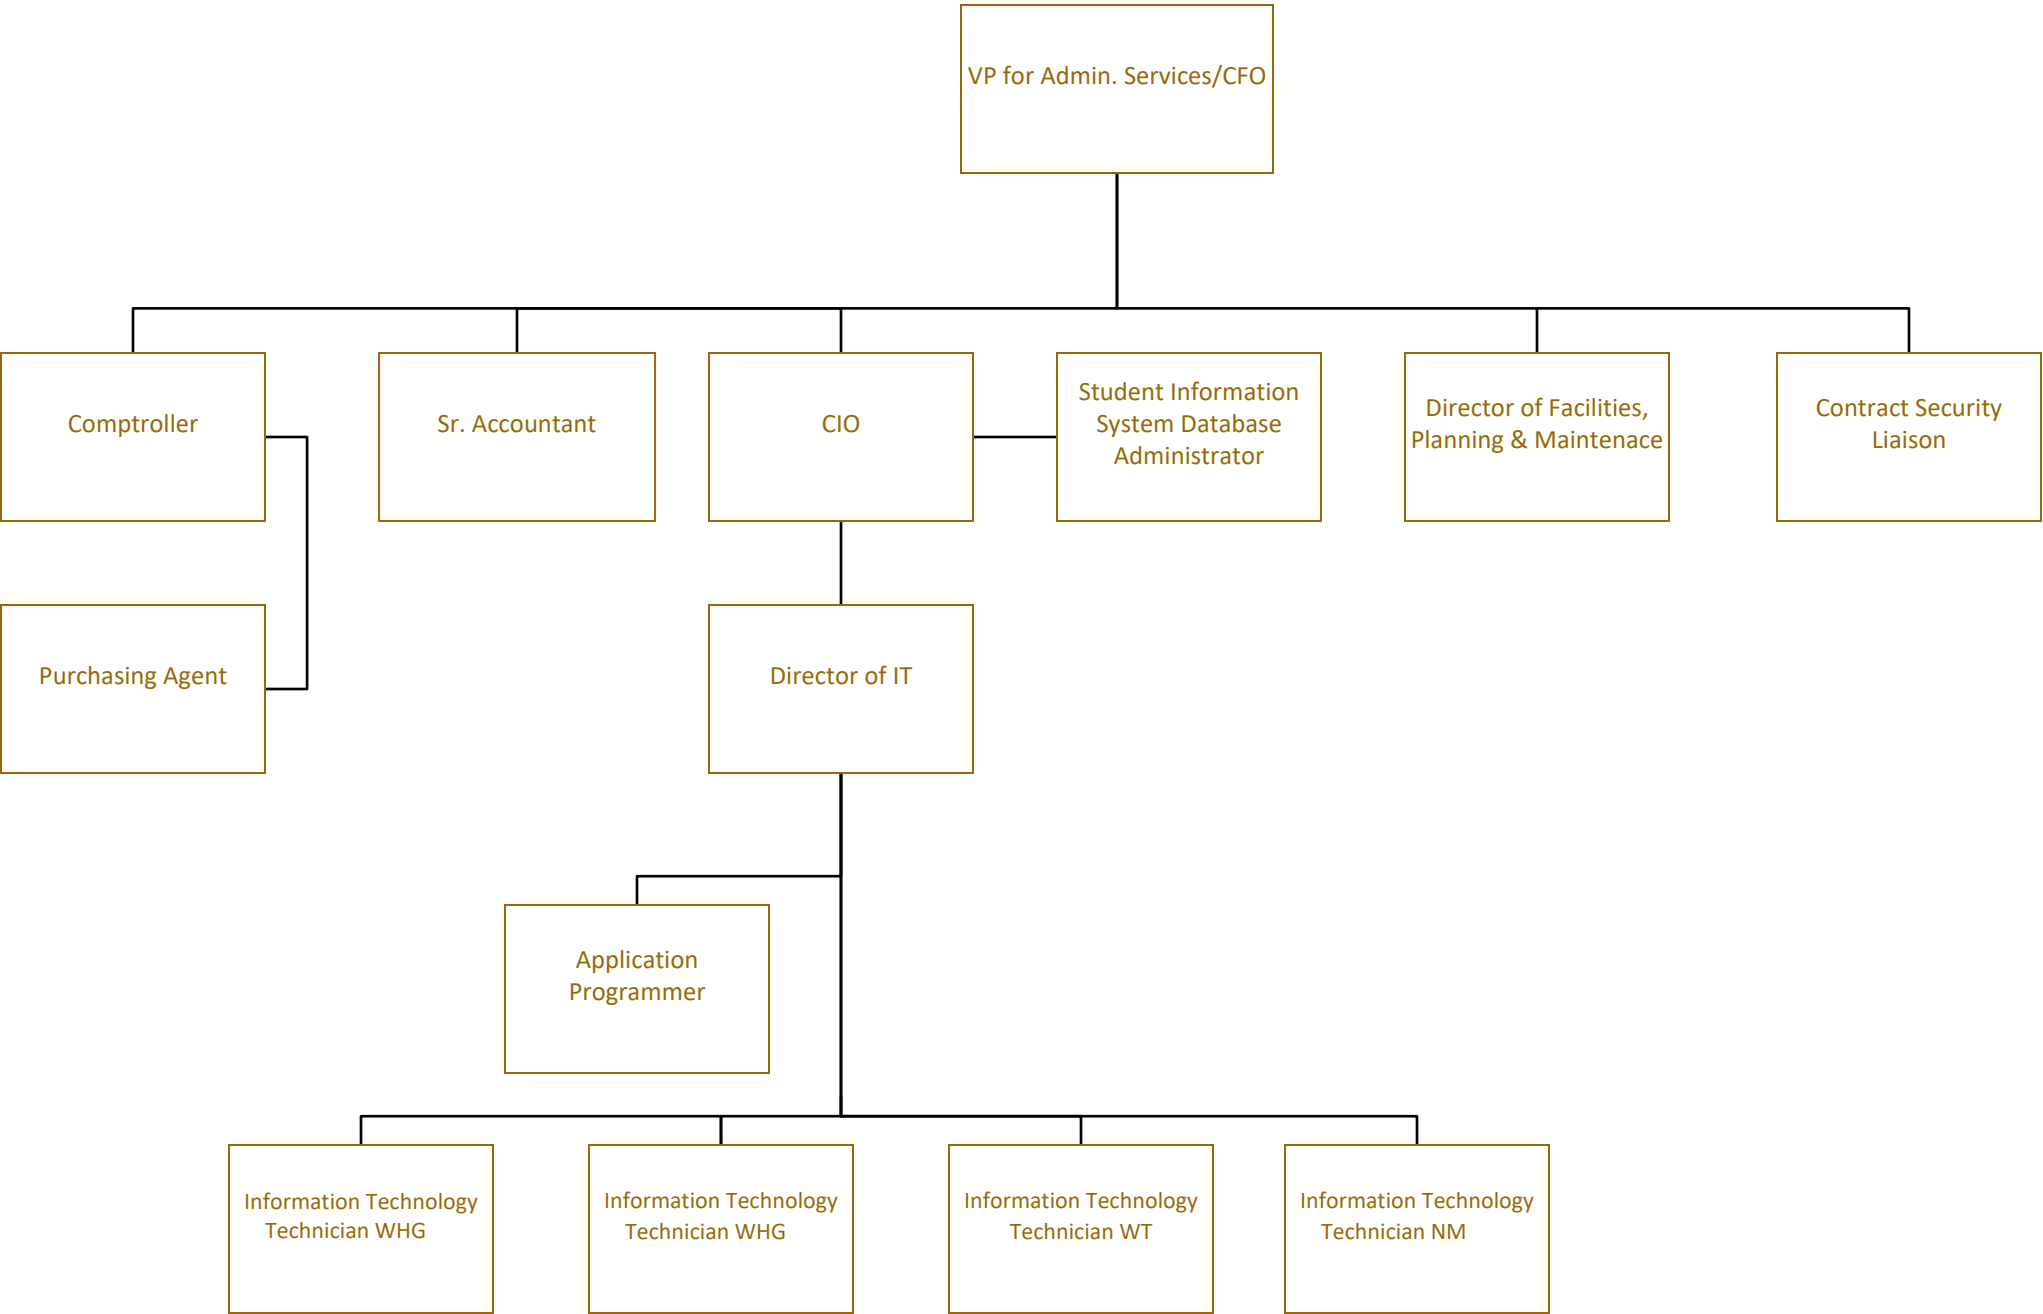 VP for Admin. Services/CFO
Comptroller
Sr. Accountant
CIO
Student Information
System Database
Administrator
Director of Facilities,
Planning & Maintenace
Contract Security
Liaison
Purchasing Agent
Director of IT
Application
Programmer
Information Technology
Technician WHG
Information Technology
Technician WHG
Information Technology
Technician WT
Information Technology
Technician NM